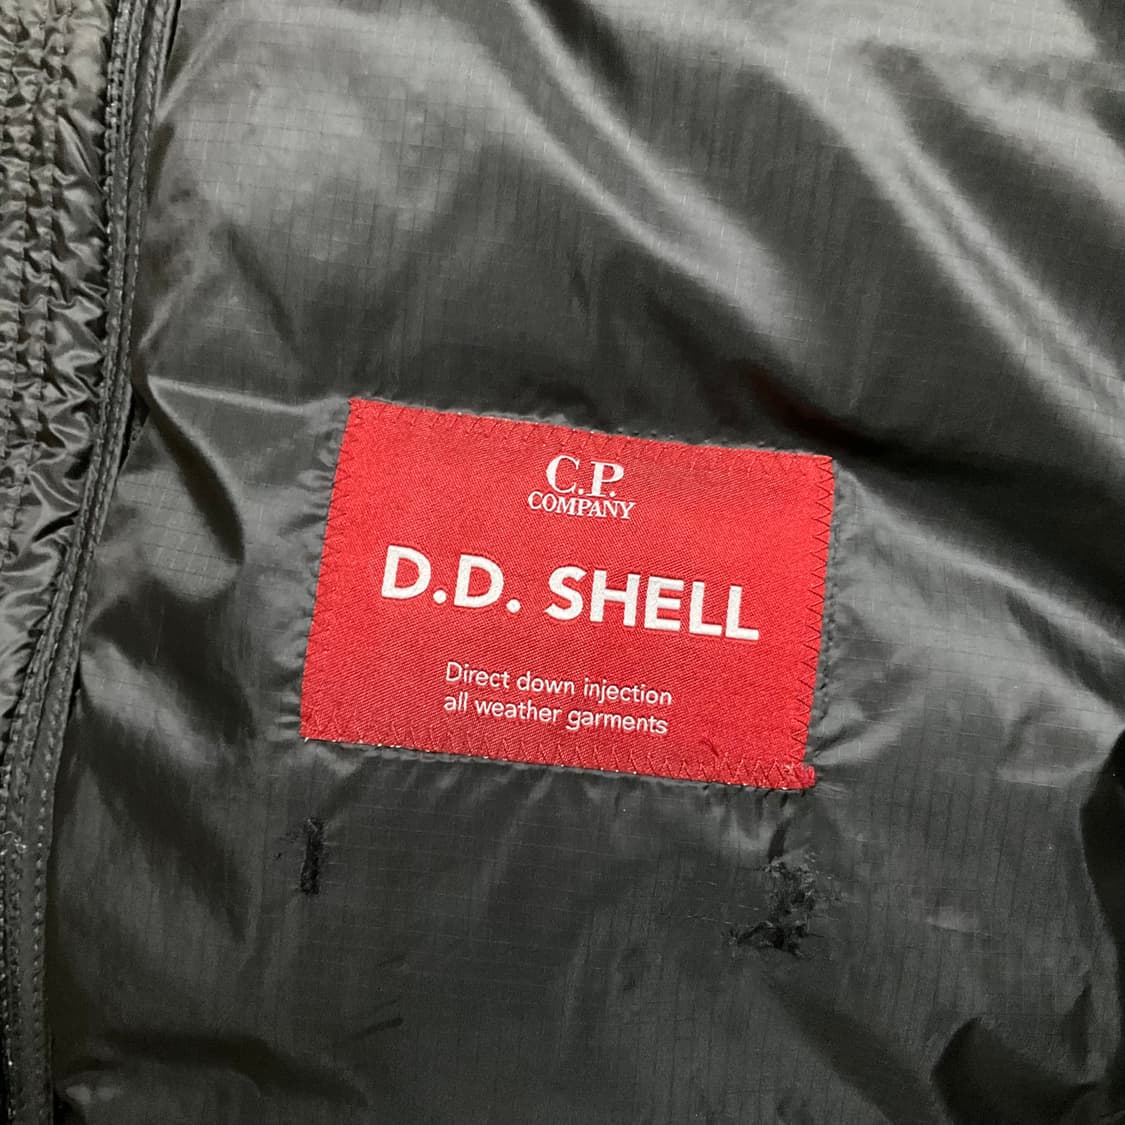 C.P.
COMPANY
D.D. SHELL
Direct down injection
all weather garments